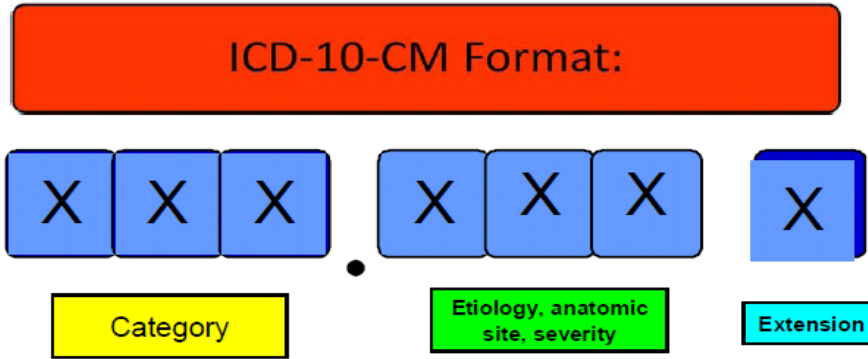 ICD-10-CM Format:
X X X . X X X X
Category
Etiology, anatomic
site, severity
Extension